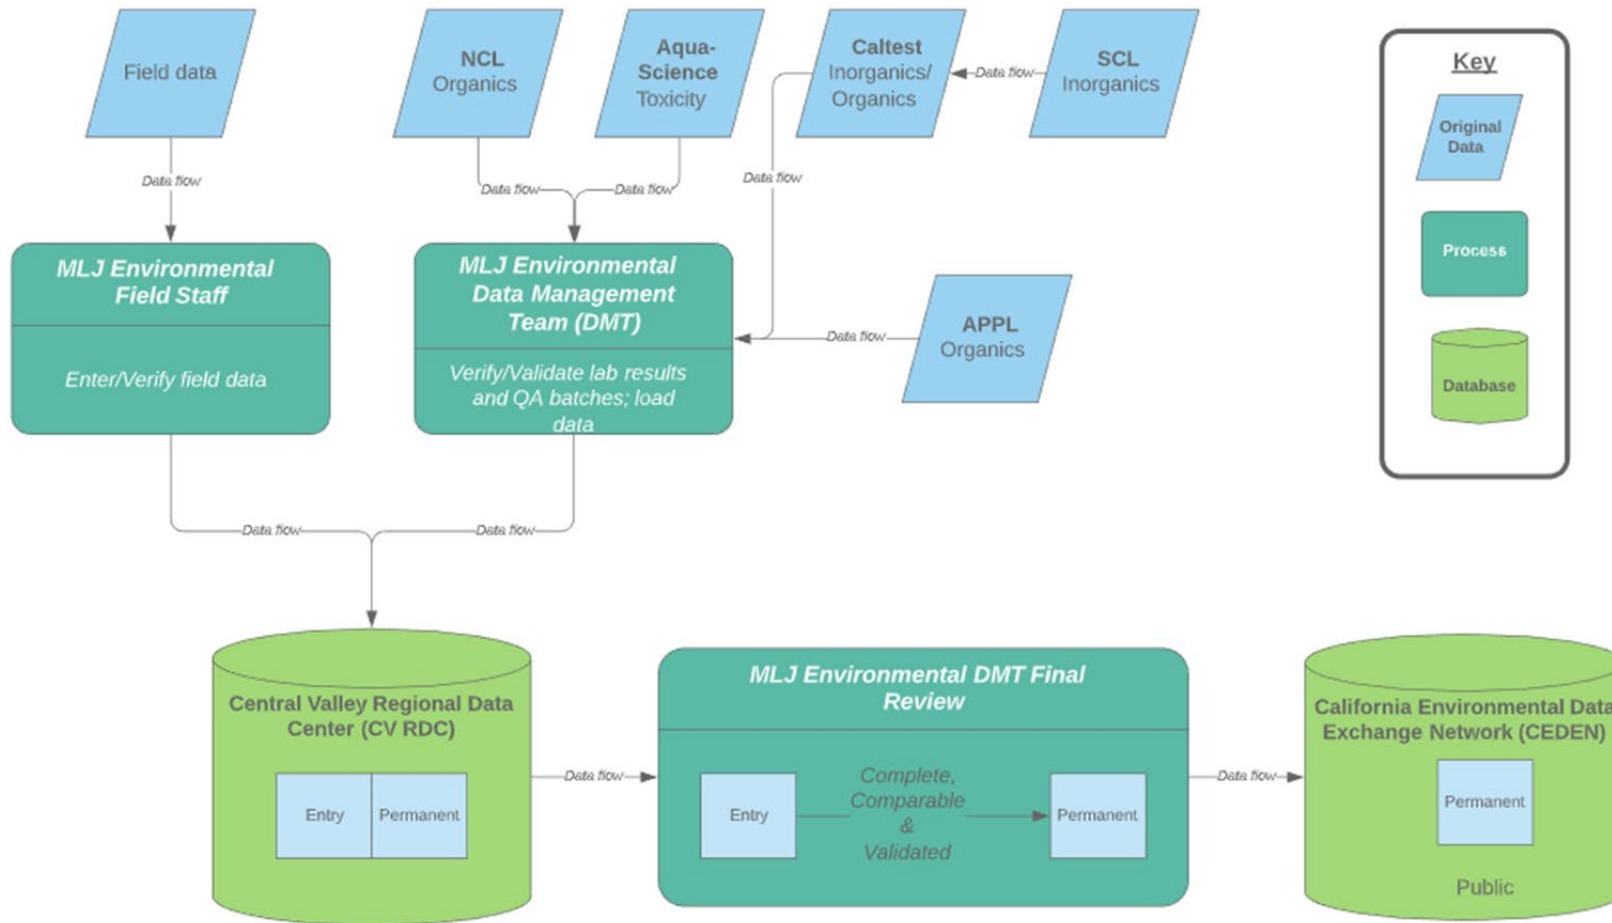 Field data
NCL
Organics
Aqua-
Science
Toxicity
Caltest
Inorganics/
Organics
Data flow
SCL
Inorganics
Key
Original
Data
Process
Database
Data flow
Data flow
Data flow
Data flow
MLJ Environmental
Field Staff
Enter/Verify field data
MLJ Environmental
Data Management
Team (DMT)
Verify/Validate lab results
and QA batches; load
data
Data flow
APPL
Organics
Data flow
Data flow
Central Valley Regional Data
Center (CV RDC)
Entry
Permanent
Data flow
MLJ Environmental DMT Final
Review
Entry
Complete,
Comparable
&
Validated
Permanent
Data flow
California Environmental Data
Exchange Network (CEDEN)
Permanent
Public